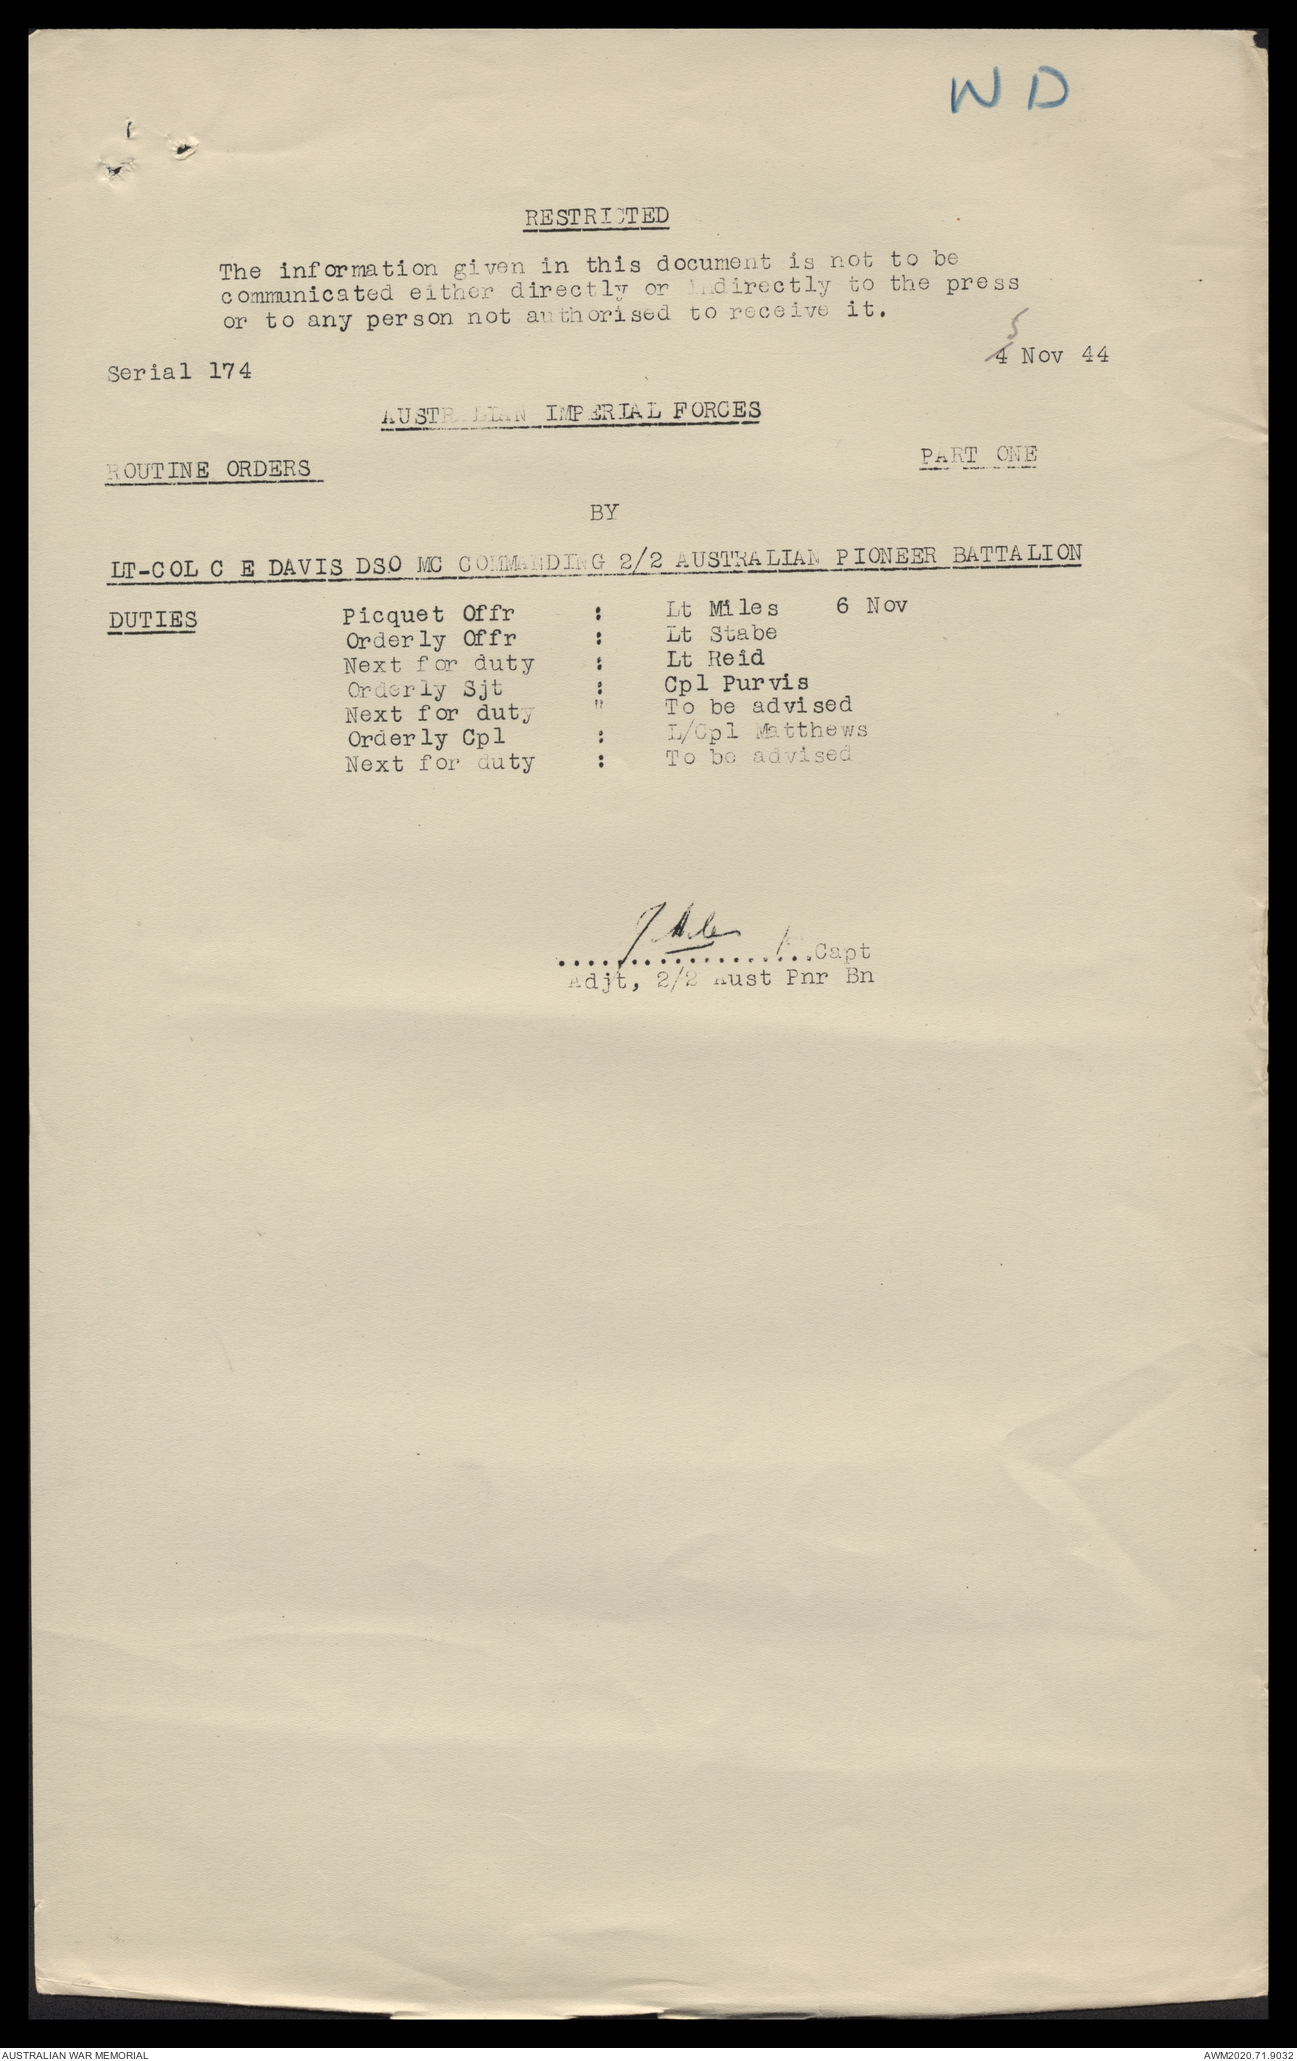 WD
RESTRICTED
The information given in this document is not to be
communicated either directly or indirectly to the press
or to any person not authorised to receive it.
Serial 174
4 5 Nov 44
AUSTRALIAN IMPERIAL FORCES
ROUTINE ORDERS PART ONE
BY
LT-COL C E DAVIS DSO MC COMMANDING 2/2 AUSTRALIAN PIONEER BATTALION
DUTIES Picquet Offr : Lt Miles 6 Nov
Orderly Offr : Lt Stabe
Next for duty : Lt Reid
Orderly Sjt : Cpl Purvis
Next for duty " To be advised
Orderly Cpl : L/Cpl Matthews
Next for duty : To be advised
....................Capt
Adjt, 2/2 Aust Pnr Bn
AUSTRALIAN WAR MEMORIAL
AWM2020.71.9032